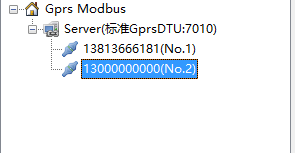 Gprs Modbus
Server(标准GprsDTU:7010)
13813666181(No.1)
13000000000(No.2)